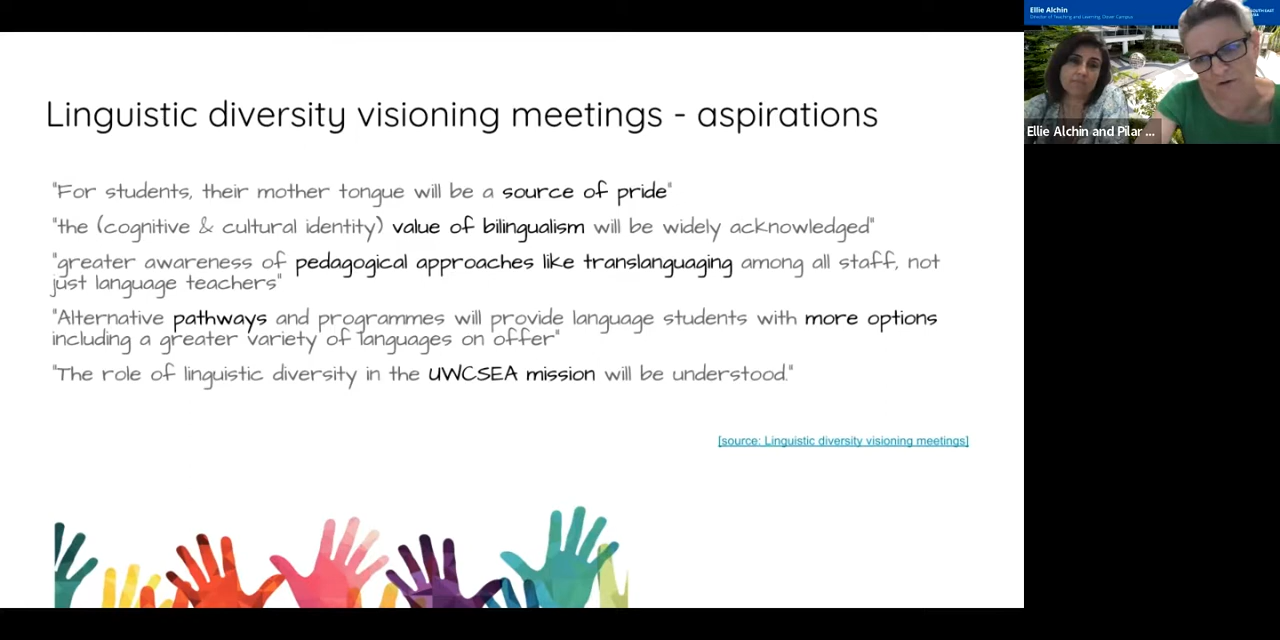 Linguistic diversity visioning meetings - aspirations
"For students, their mother tongue will be a source of pride"
"the (cognitive & cultural identity) value of bilingualism will be widely acknowledged"
"greater awareness of pedagogical approaches like translanguaging among all staff, not
just language teachers"
"Alternative pathways and programmes will provide language students with more options
including a greater variety of languages on offer"
"The role of linguistic diversity in the UWCSEA mission will be understood."
[source: Linguistic diversity visioning meetings]
Ellie Alchin
Director of Teaching and Learning, Dover Campus
SOUTH EAST
Ellie Alchin and Pilar ...